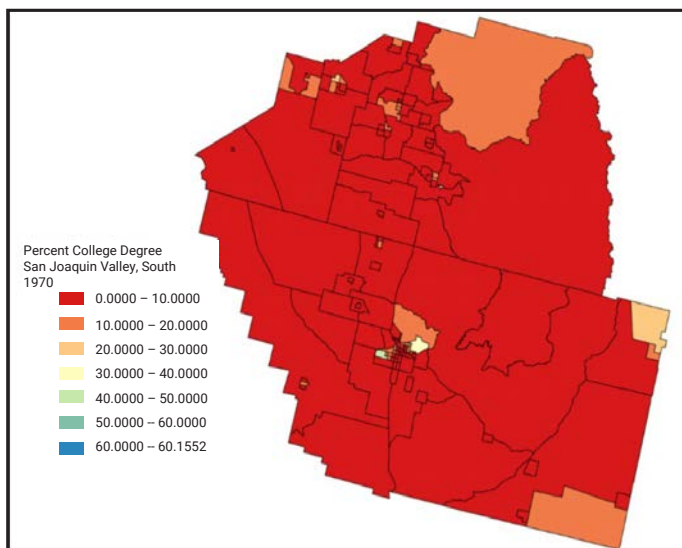 Percent College Degree
San Joaquin Valley, South
1970
0.0000 – 10.0000
10.0000 – 20.0000
20.0000 – 30.0000
30.0000 – 40.0000
40.0000 – 50.0000
50.0000 – 60.0000
60.0000 – 60.1552